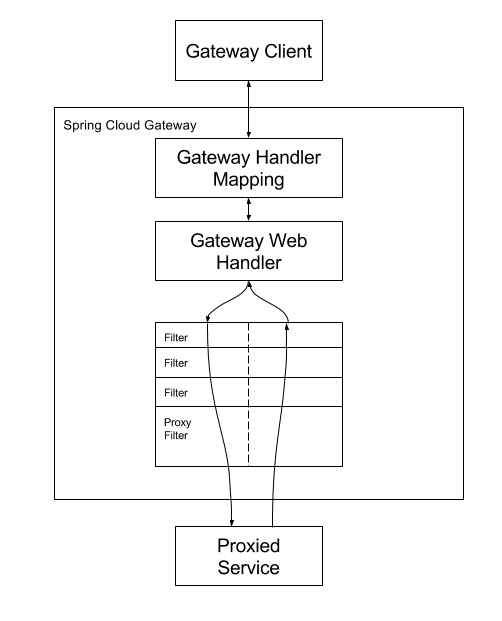 Gateway Client
Spring Cloud Gateway
Gateway Handler
Mapping
Gateway Web
Handler
Filter
Filter
Filter
Proxy
Filter
Proxied
Service